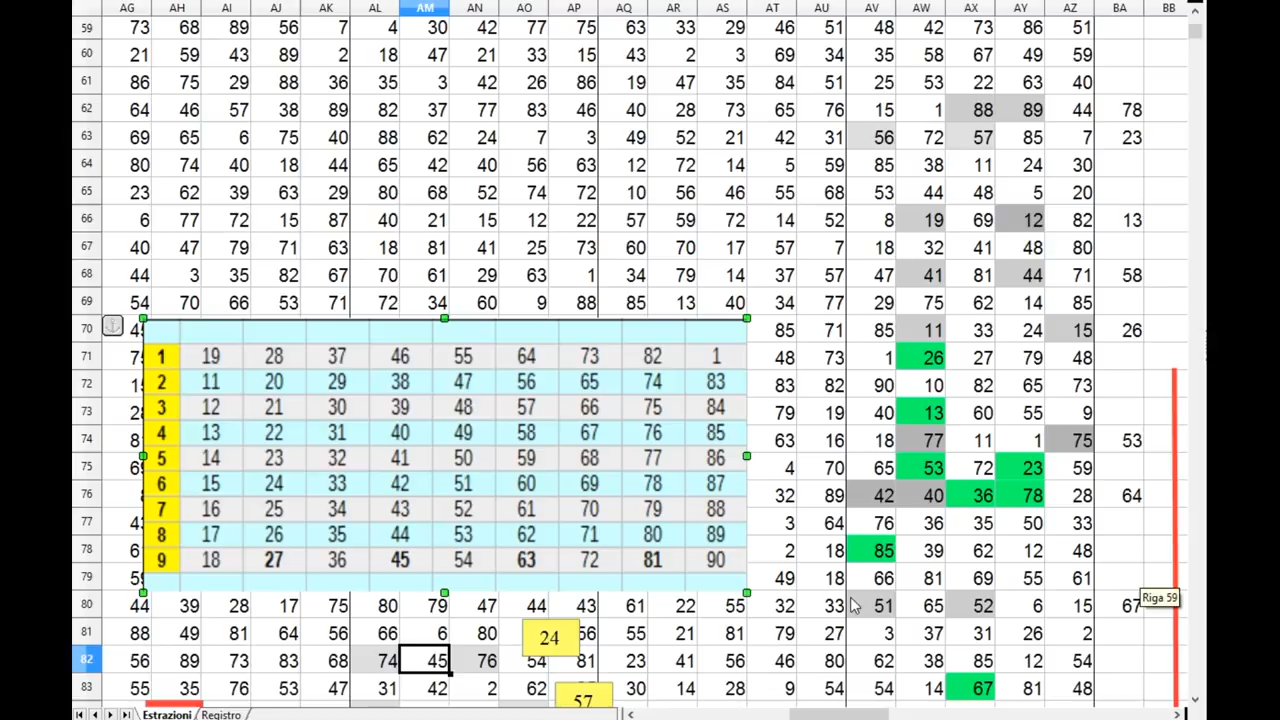 AG AH AI AJ AK AL AM AN AO AP AQ AR AS AT AU AV AW AX AY AZ BA BB
59 73 68 89 56 7 4 30 42 77 75 63 33 29 46 51 48 42 73 86 51
60 21 59 43 89 2 18 47 21 33 15 43 2 3 69 34 35 58 67 49 59
61 86 75 29 88 36 35 3 42 26 86 19 47 35 84 51 25 53 22 63 40
62 64 46 57 38 89 82 37 77 83 46 40 28 73 65 76 15 1 88 89 44 78
63 69 65 6 75 40 88 62 24 7 3 49 52 21 42 31 56 72 57 85 7 23
64 80 74 40 18 44 65 42 40 56 63 12 72 14 5 59 85 38 11 24 30
65 23 62 39 63 29 80 68 52 74 72 10 56 46 55 68 53 44 48 5 20
66 6 77 72 15 87 40 21 15 12 22 57 59 72 14 52 8 19 69 12 82 13
67 40 47 79 71 63 18 81 41 25 73 60 70 17 57 7 18 32 41 48 80
68 44 3 35 82 67 70 61 29 63 1 34 79 14 37 57 47 41 81 44 71 58
69 54 70 66 53 71 72 34 60 9 88 85 13 40 34 77 29 75 62 14 85
70 85 71 85 11 33 24 15 26
71 1 19 28 37 46 55 64 73 82 1 48 73 1 26 27 79 48
72 2 11 20 29 38 47 56 65 74 83 83 82 90 10 82 65 73
73 3 12 21 30 39 48 57 66 75 84 79 19 40 13 60 55 9
74 4 13 22 31 40 49 58 67 76 85 63 16 18 77 11 1 75 53
75 5 14 23 32 41 50 59 68 77 86 4 70 65 53 72 23 59
76 6 15 24 33 42 51 60 69 78 87 32 89 42 40 36 78 28 64
77 7 16 25 34 43 52 61 70 79 88 3 64 76 36 35 50 33
78 8 17 26 35 44 53 62 71 80 89 2 18 85 39 62 12 48
79 9 18 27 36 45 54 63 72 81 90 49 18 66 81 69 55 61
80 44 39 28 17 75 80 79 47 44 43 61 22 55 32 33 51 65 52 6 15 67 Riga 59
81 88 49 81 64 56 66 6 80 24 56 55 21 81 79 27 3 37 31 26 2
82 56 89 73 83 68 74 45 76 54 81 23 41 56 46 80 62 38 85 12 54
83 55 35 76 53 47 31 42 2 62 57 30 14 28 9 54 54 14 67 81 48
Estrazioni Registro